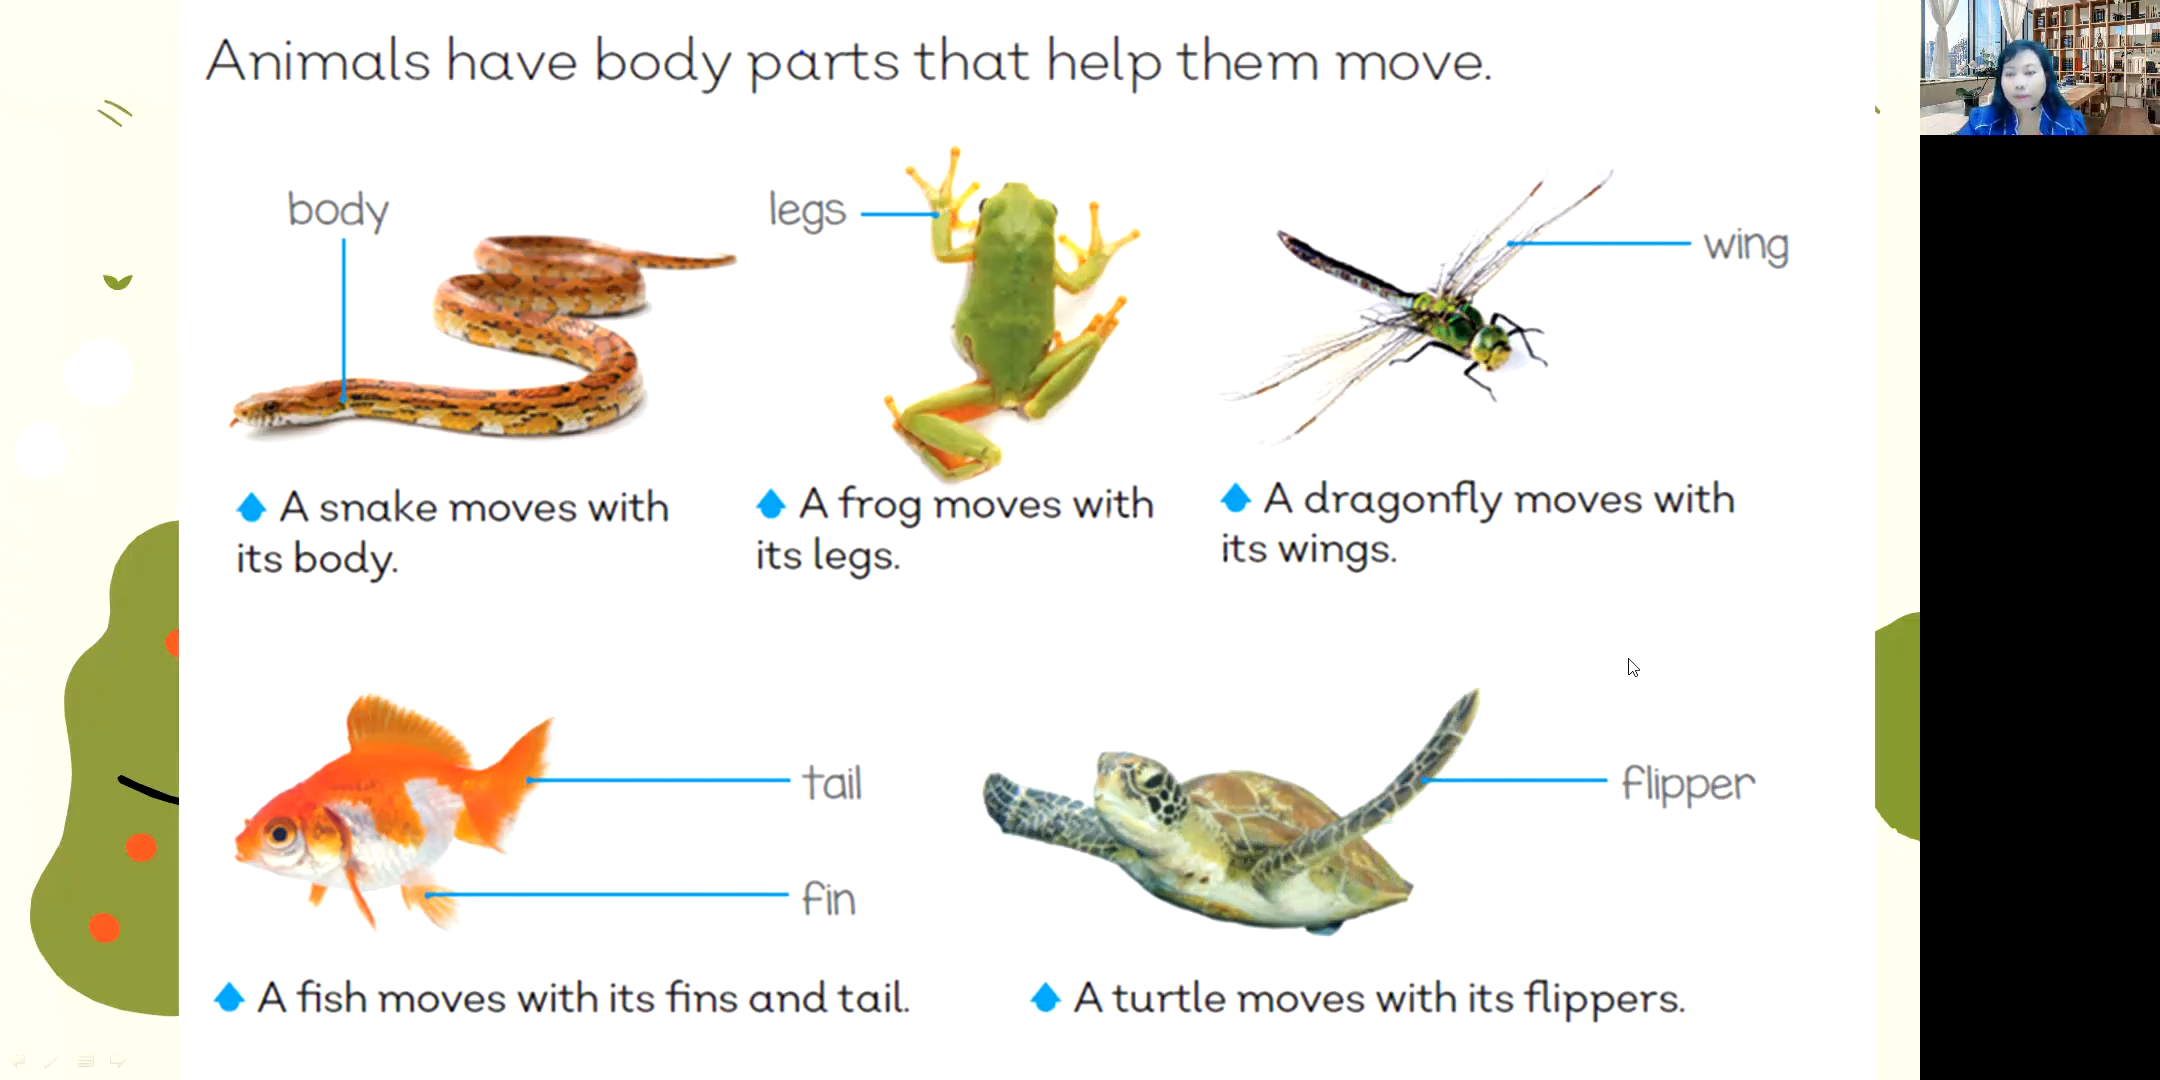 Animals have body parts that help them move.
body
legs
wing
A snake moves with
its body.
A frog moves with
its legs.
A dragonfly moves with
its wings.
tail
fin
flipper
A fish moves with its fins and tail.
A turtle moves with its flippers.